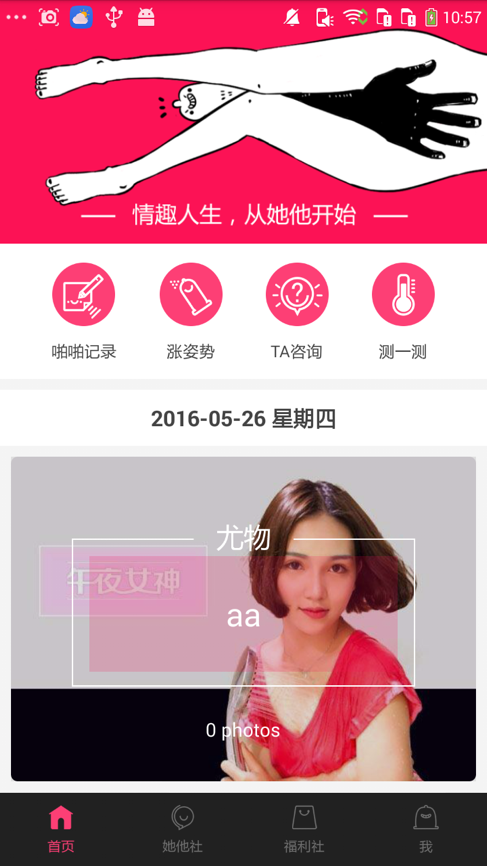 10:57
情趣人生，从她他开始
啪啪记录
涨姿势
TA咨询
测一测
2016-05-26 星期四
尤物
午夜女神
aa
0 photos
首页
她他社
福利社
我